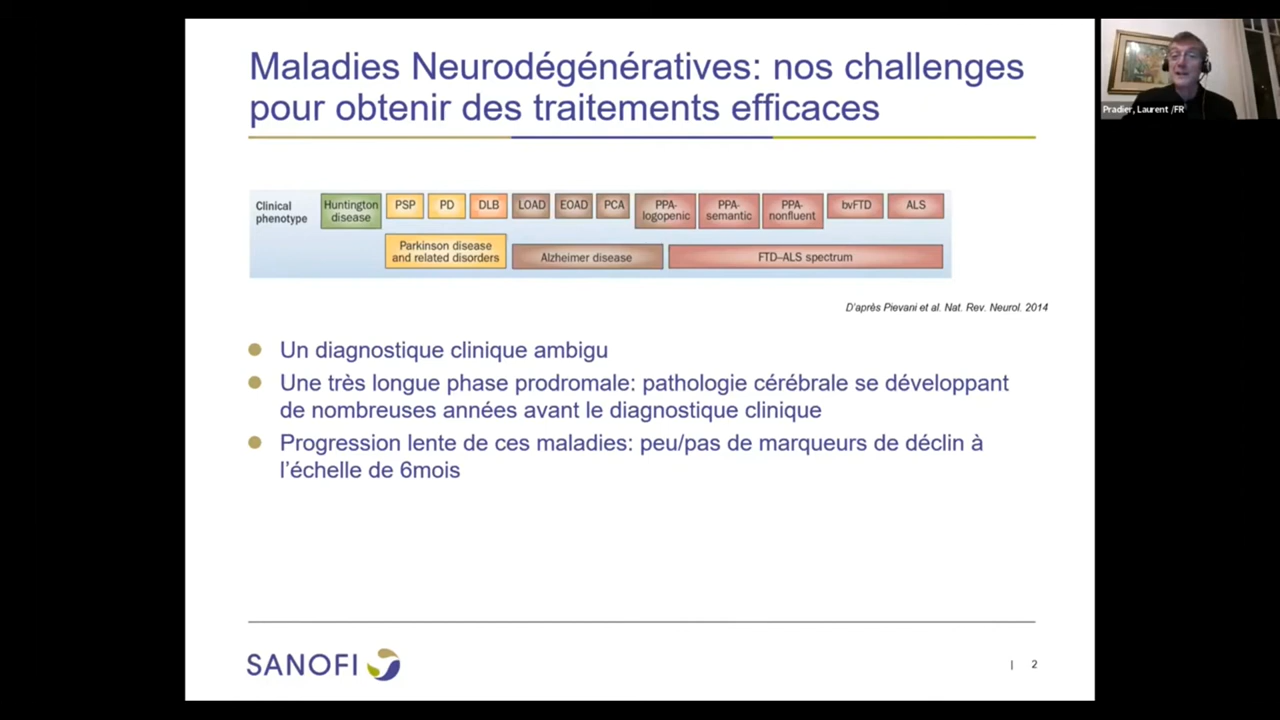 Maladies Neurodégénératives: nos challenges
pour obtenir des traitements efficaces
Pradier, Laurent /FR
Clinical
phenotype
Huntington
disease
PSP
PD
DLB
LOAD
EOAD
PCA
PPA-
logopenic
PPA-
semantic
PPA-
nonfluent
bvFTD
ALS
Parkinson disease
and related disorders
Alzheimer disease
FTD–ALS spectrum
D'après Pievani et al. Nat. Rev. Neurol. 2014
Un diagnostique clinique ambigu
Une très longue phase prodromale: pathologie cérébrale se développant
de nombreuses années avant le diagnostique clinique
Progression lente de ces maladies: peu/pas de marqueurs de déclin à
l'échelle de 6mois
SANOFI
| 2